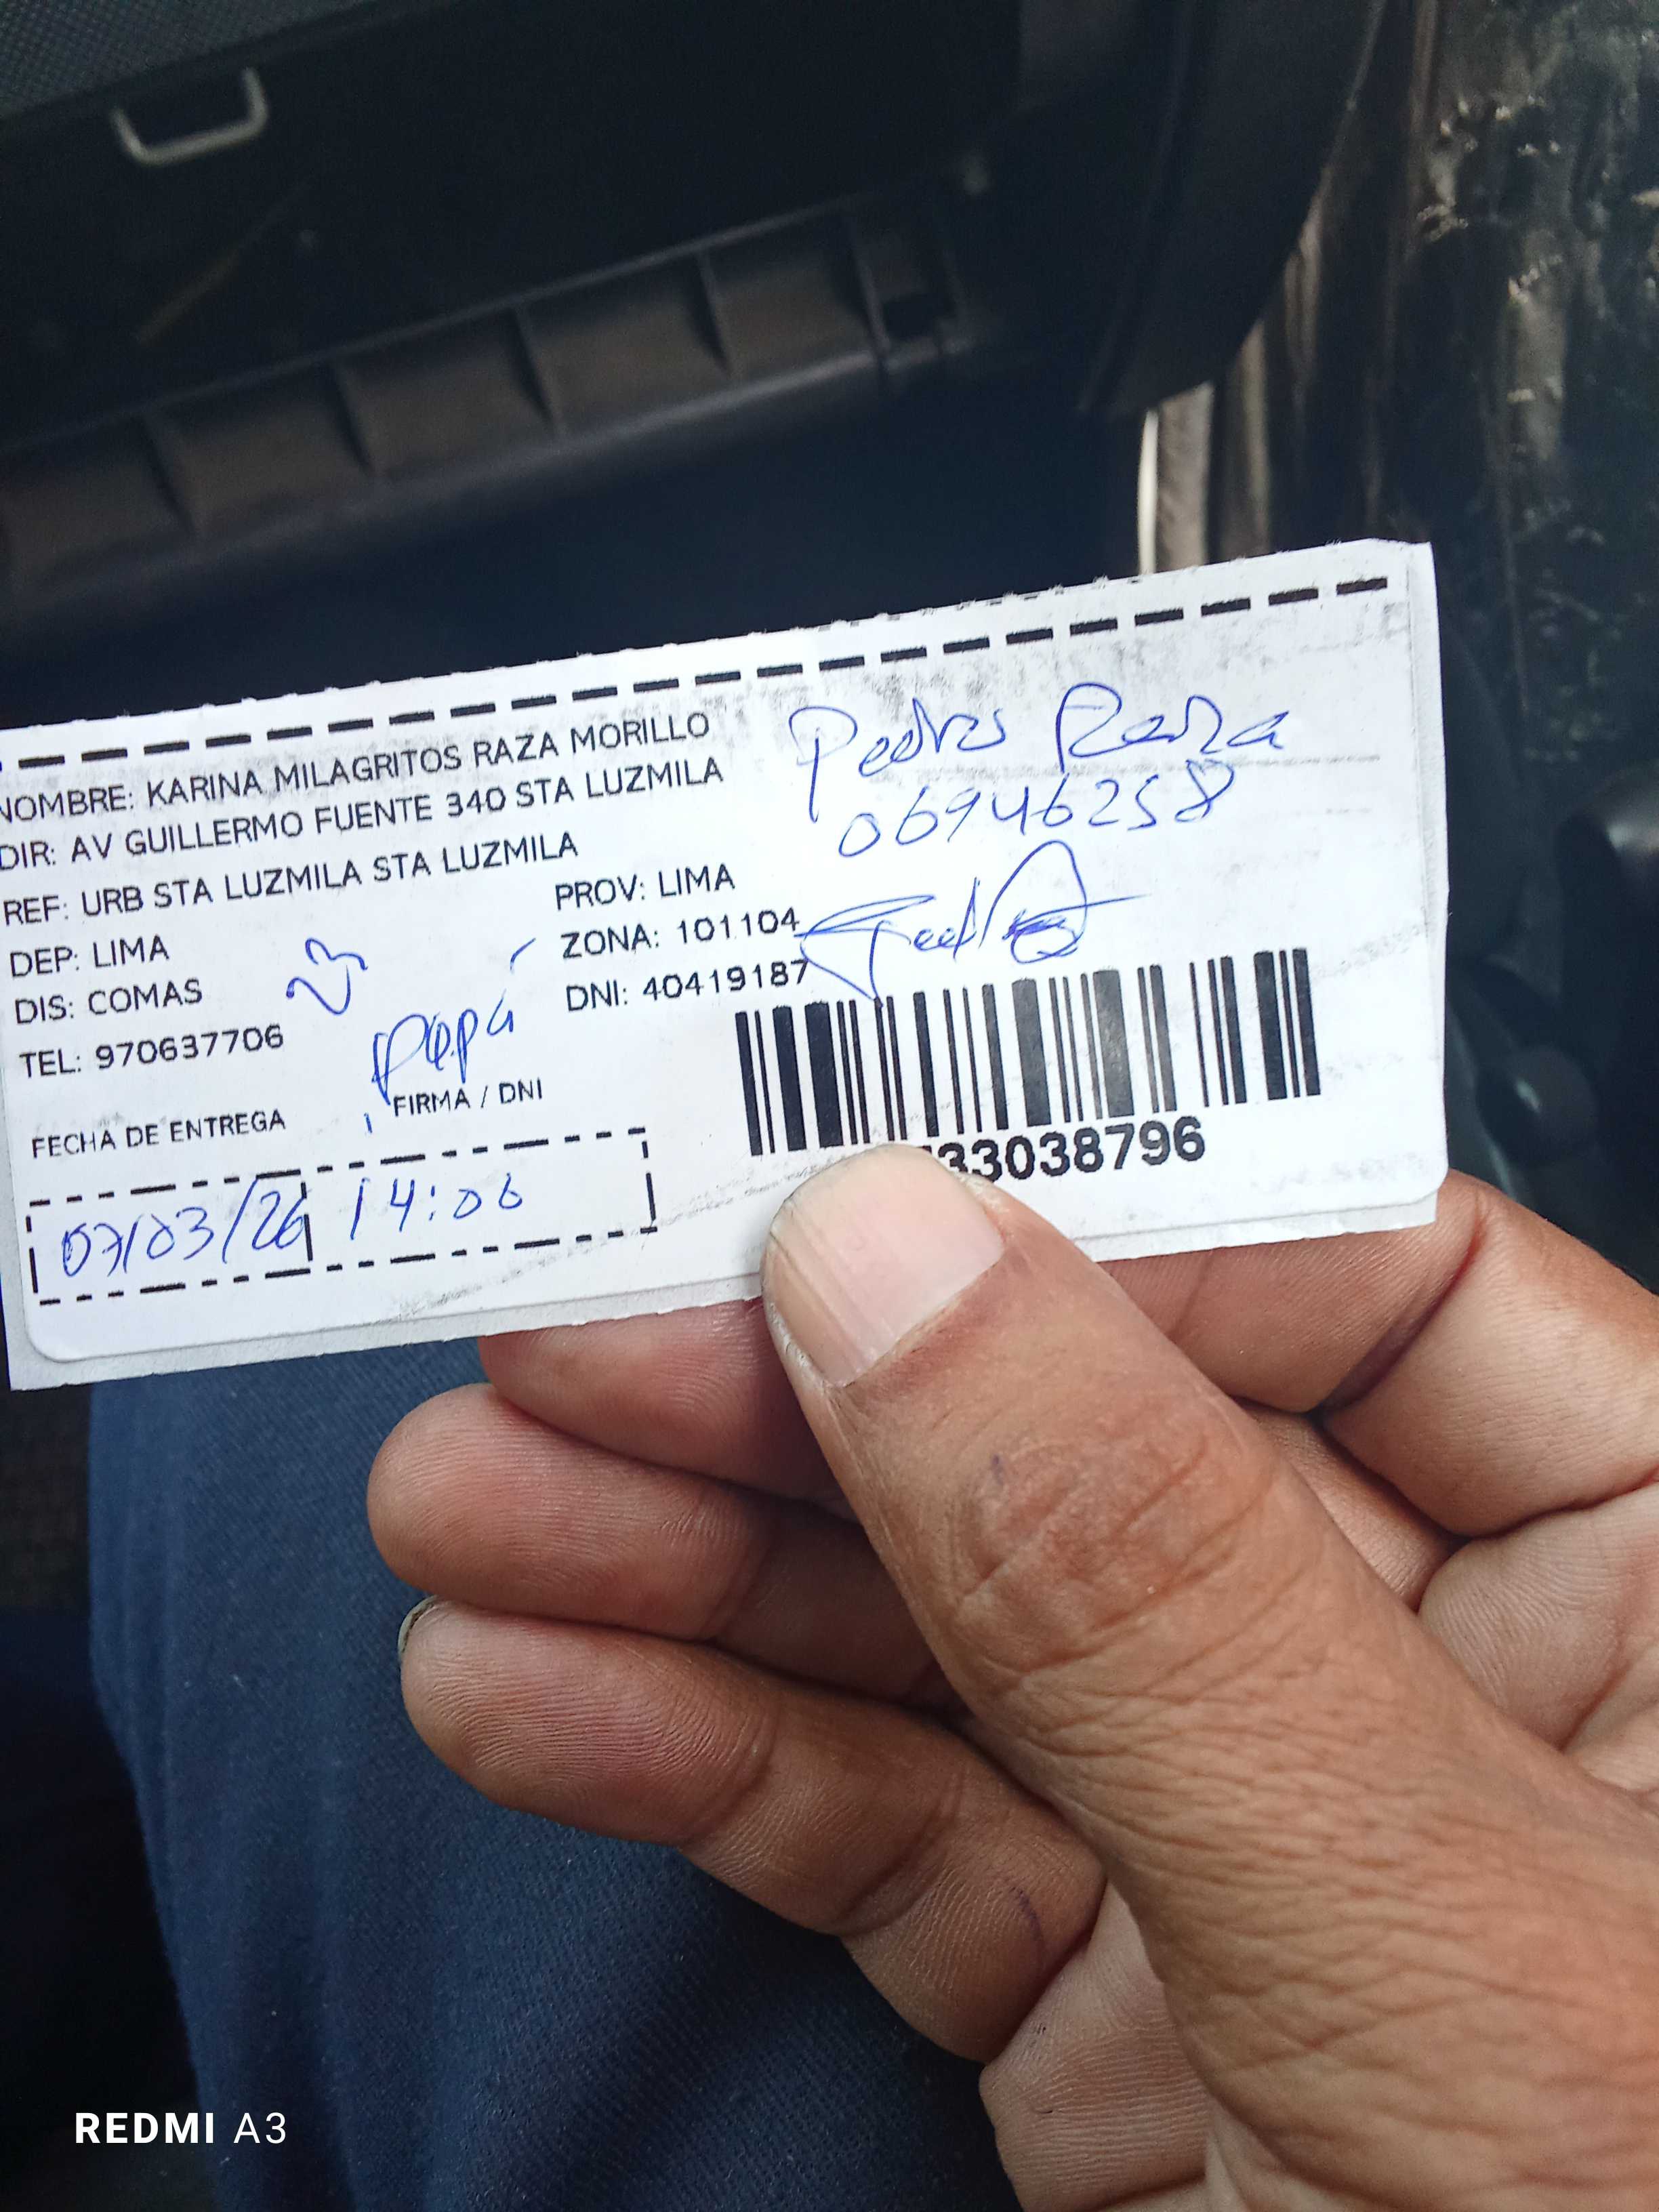 NOMBRE: KARINA MILAGRITOS RAZA MORILLO
DIR: AV GUILLERMO FUENTE 340 STA LUZMILA
REF: URB STA LUZMILA STA LUZMILA
DEP: LIMA
PROV: LIMA
DIS: COMAS
ZONA: 101104
TEL: 970637706
DNI: 40419187
Pedro Raza
06946258
Papá
FECHA DE ENTREGA
FIRMA / DNI
07/03/26 14:06
33038796
REDMI A3